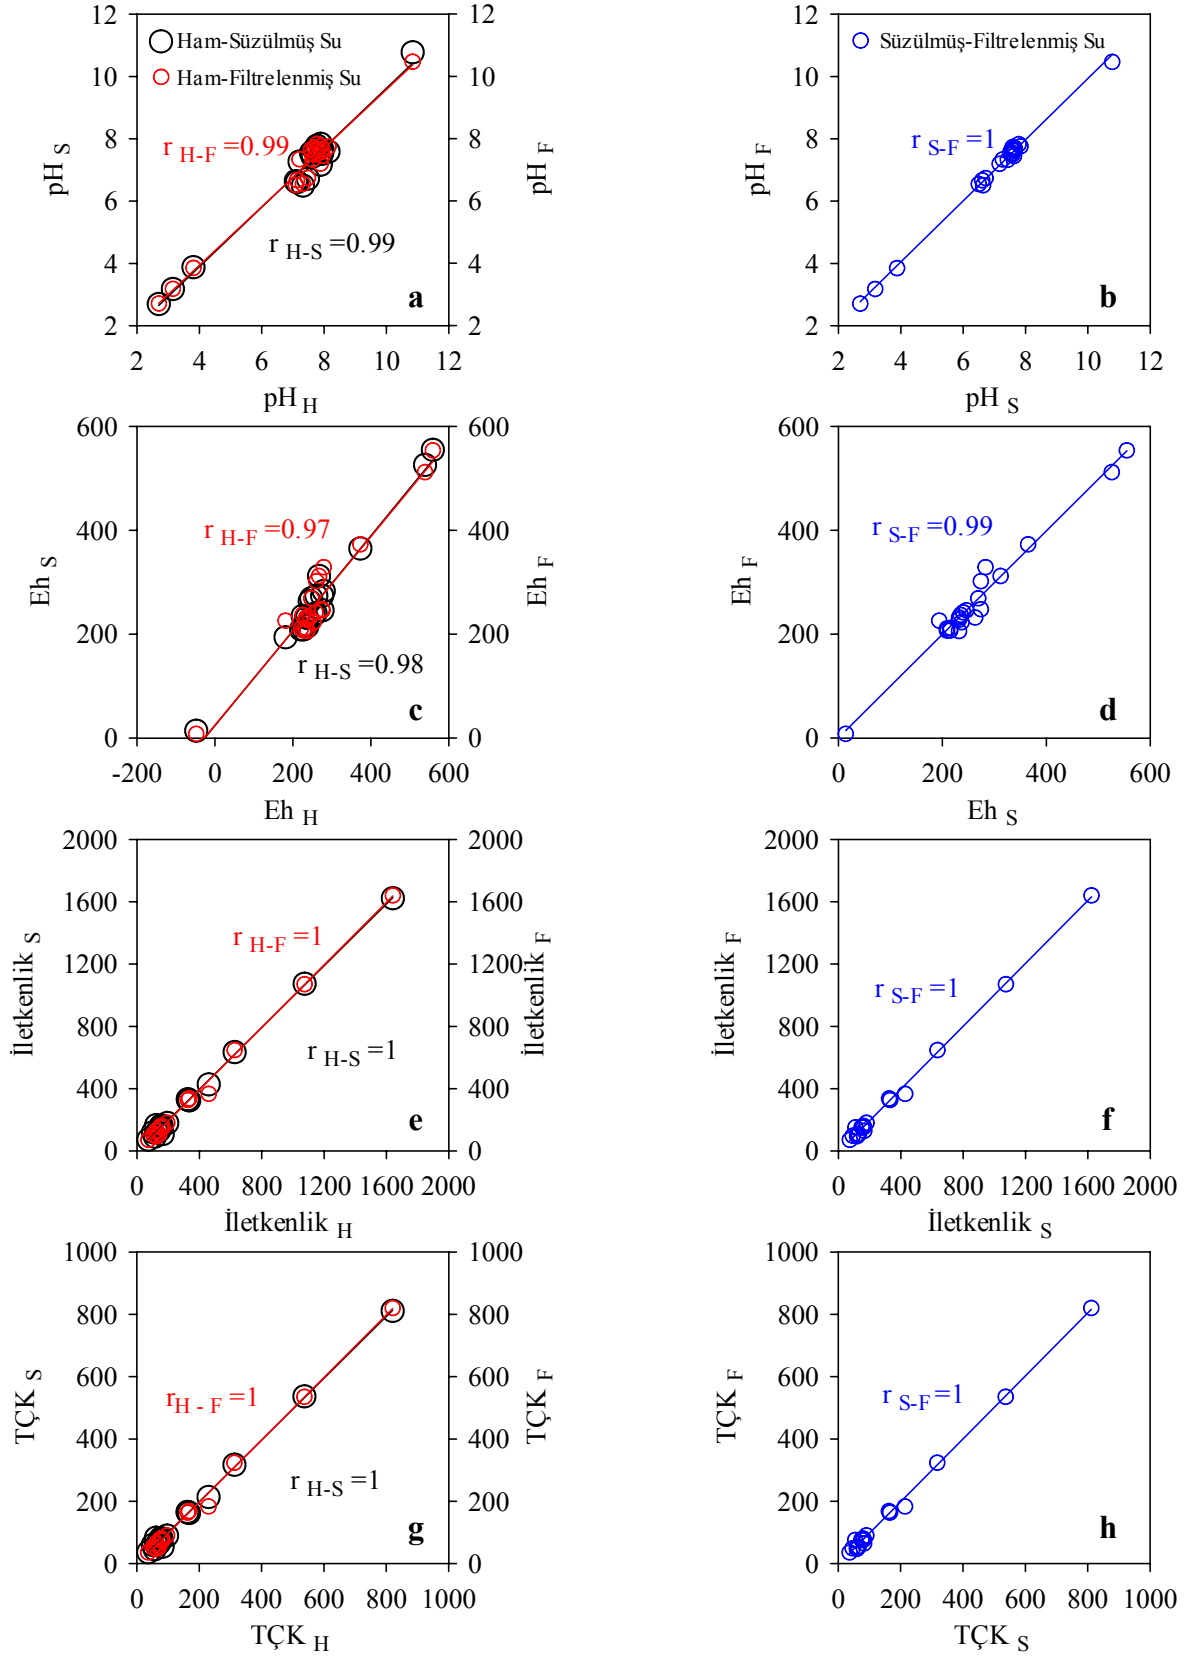 12
10
8
6
4
2
pH S
Ham-Süzülmüş Su
Ham-Filtrelenmiş Su
r H-F =0.99
r H-S =0.99
a
12
10
8
6
4
2
pH F
2 4 6 8 10 12
pH H
12
10
8
6
4
2
pH F
Süzülmüş-Filtrelenmiş Su
r S-F =1
b
2 4 6 8 10 12
pH S
600
400
200
0
Eh S
r H-F =0.97
r H-S =0.98
c
600
400
200
0
Eh F
-200 0 200 400 600
Eh H
600
400
200
0
Eh F
r S-F =0.99
d
0 200 400 600
Eh S
2000
1600
1200
800
400
0
İletkenlik S
r H-F =1
r H-S =1
e
2000
1600
1200
800
400
0
İletkenlik F
0 400 800 1200 1600 2000
İletkenlik H
2000
1600
1200
800
400
0
İletkenlik F
r S-F =1
f
0 400 800 1200 1600 2000
İletkenlik S
1000
800
600
400
200
0
TÇK S
r H - F =1
r H-S =1
g
1000
800
600
400
200
0
TÇK F
0 200 400 600 800 1000
TÇK H
1000
800
600
400
200
0
TÇK F
r S-F =1
h
0 200 400 600 800 1000
TÇK S